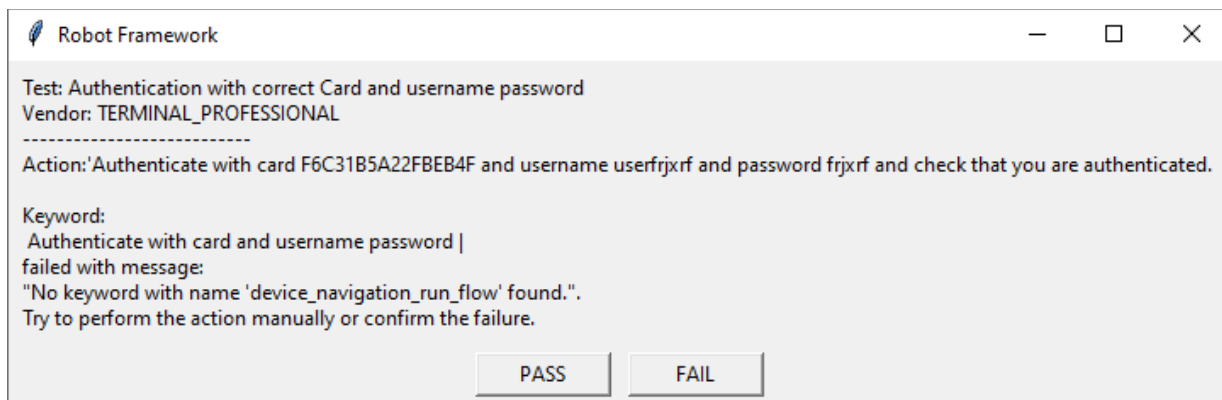 Robot Framework
Test: Authentication with correct Card and username password
Vendor: TERMINAL_PROFESSIONAL
---------------------------
Action:'Authenticate with card F6C31B5A22FBEB4F and username userfrjxrf and password frjxrf and check that you are authenticated.
Keyword:
Authenticate with card and username password |
failed with message:
"No keyword with name 'device_navigation_run_flow' found.".
Try to perform the action manually or confirm the failure.
PASS FAIL